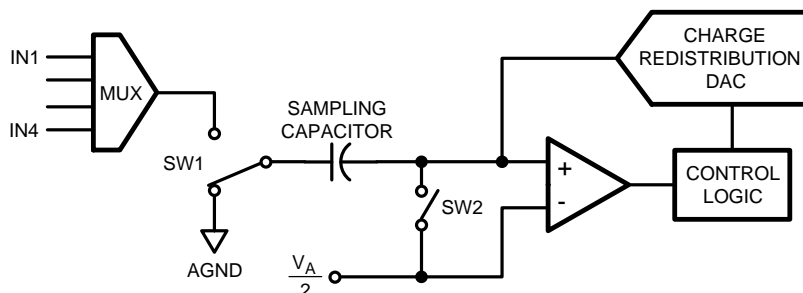 CHARGE
REDISTRIBUTION
DAC
IN1
MUX
IN4
SAMPLING
CAPACITOR
SW1
SW2
+
-
CONTROL
LOGIC
AGND
V_A
2